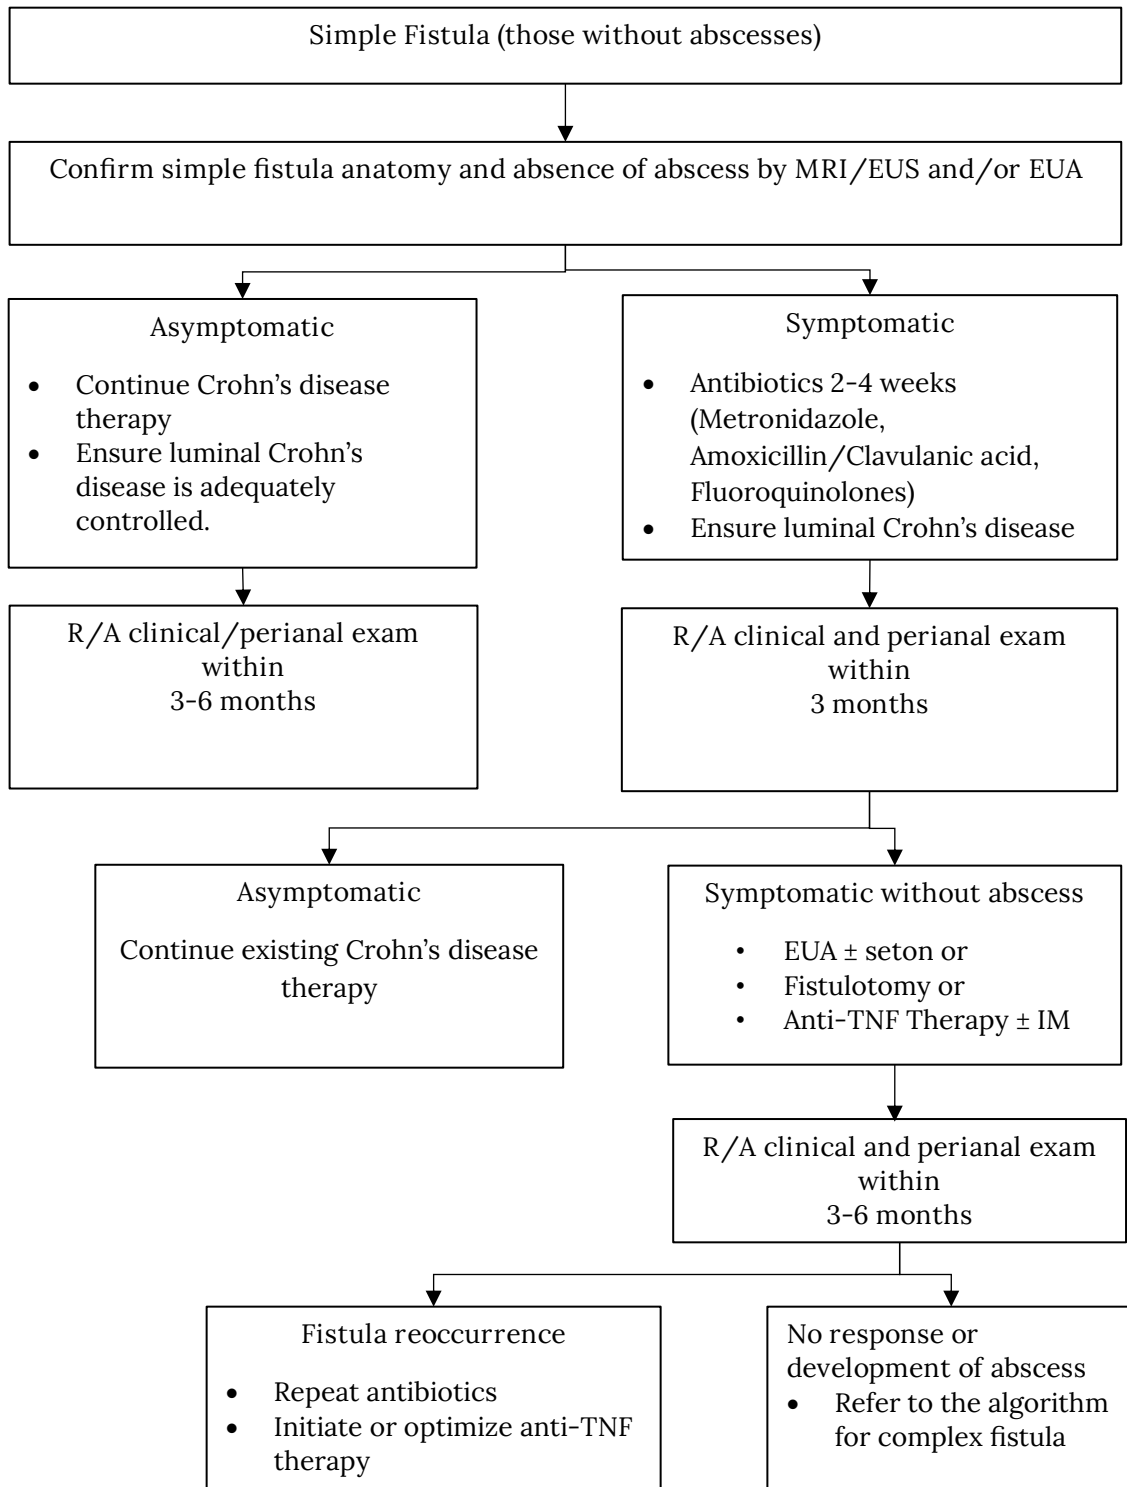 Simple Fistula (those without abscesses)
Confirm simple fistula anatomy and absence of abscess by MRI/EUS and/or EUA
Asymptomatic
• Continue Crohn's disease
therapy
• Ensure luminal Crohn's
disease is adequately
controlled.
Symptomatic
• Antibiotics 2-4 weeks
(Metronidazole,
Amoxicillin/Clavulanic acid,
Fluoroquinolones)
• Ensure luminal Crohn's disease
R/A clinical/perianal exam
within
3-6 months
R/A clinical and perianal exam
within
3 months
Asymptomatic
Continue existing Crohn's disease
therapy
Symptomatic without abscess
• EUA ± seton or
• Fistulotomy or
• Anti-TNF Therapy ± IM
R/A clinical and perianal exam
within
3-6 months
Fistula reoccurrence
• Repeat antibiotics
• Initiate or optimize anti-TNF
therapy
No response or
development of abscess
• Refer to the algorithm
for complex fistula